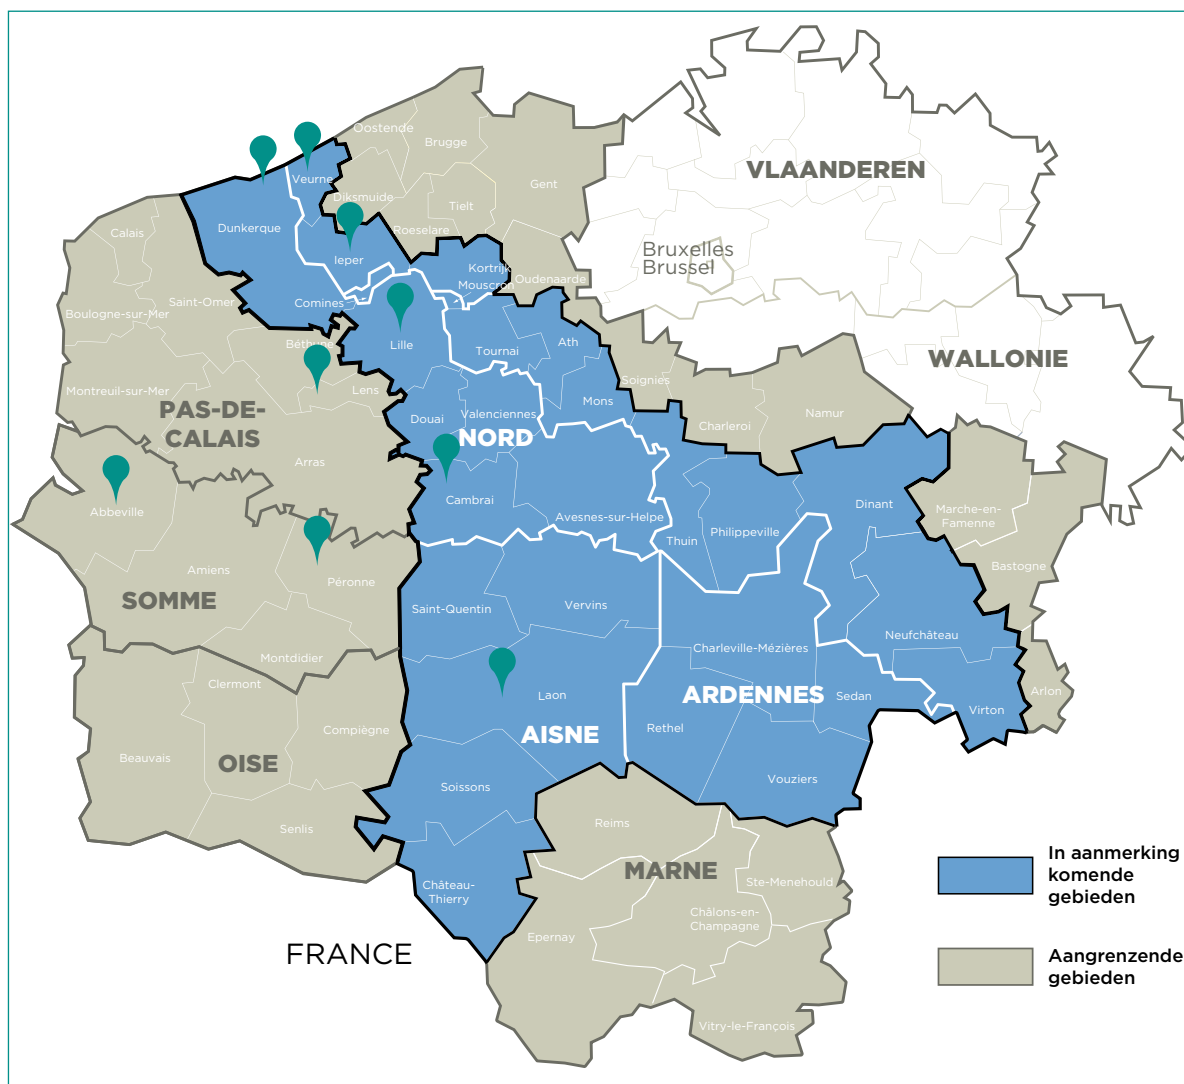 Oostende
Brugge
VLAANDEREN
Veurne
Gent
Diksmuide
Tielt
Dunkerque
Calais
Roeselare
Bruxelles
Brussel
Ieper
Kortrijk
Mouscron
Oudenaarde
Saint-Omer
Comines
Boulogne-sur-Mer
Béthune
Lille
Tournai
Ath
WALLONIE
Soignies
Montreuil-sur-Mer
Lens
Mons
PAS-DE-
CALAIS
Douai
Valenciennes
Charleroi
Namur
NORD
Arras
Cambrai
Dinant
Abbeville
Avesnes-sur-Helpe
Marche-en-
Famenne
Philippeville
Thuin
Bastogne
Amiens
Péronne
SOMME
Saint-Quentin
Vervins
Neufchâteau
Montdidier
Charleville-Mézières
Clermont
Laon
ARDENNES
Sedan
Arlon
Virton
Compiègne
Rethel
AISNE
Beauvais
OISE
Vouziers
Soissons
Senlis
Reims
MARNE
Château-
Thierry
Ste-Menehould
Châlons-en-
Champagne
Epernay
FRANCE
Vitry-le-François
In aanmerking
komende
gebieden
Aangrenzende
gebieden